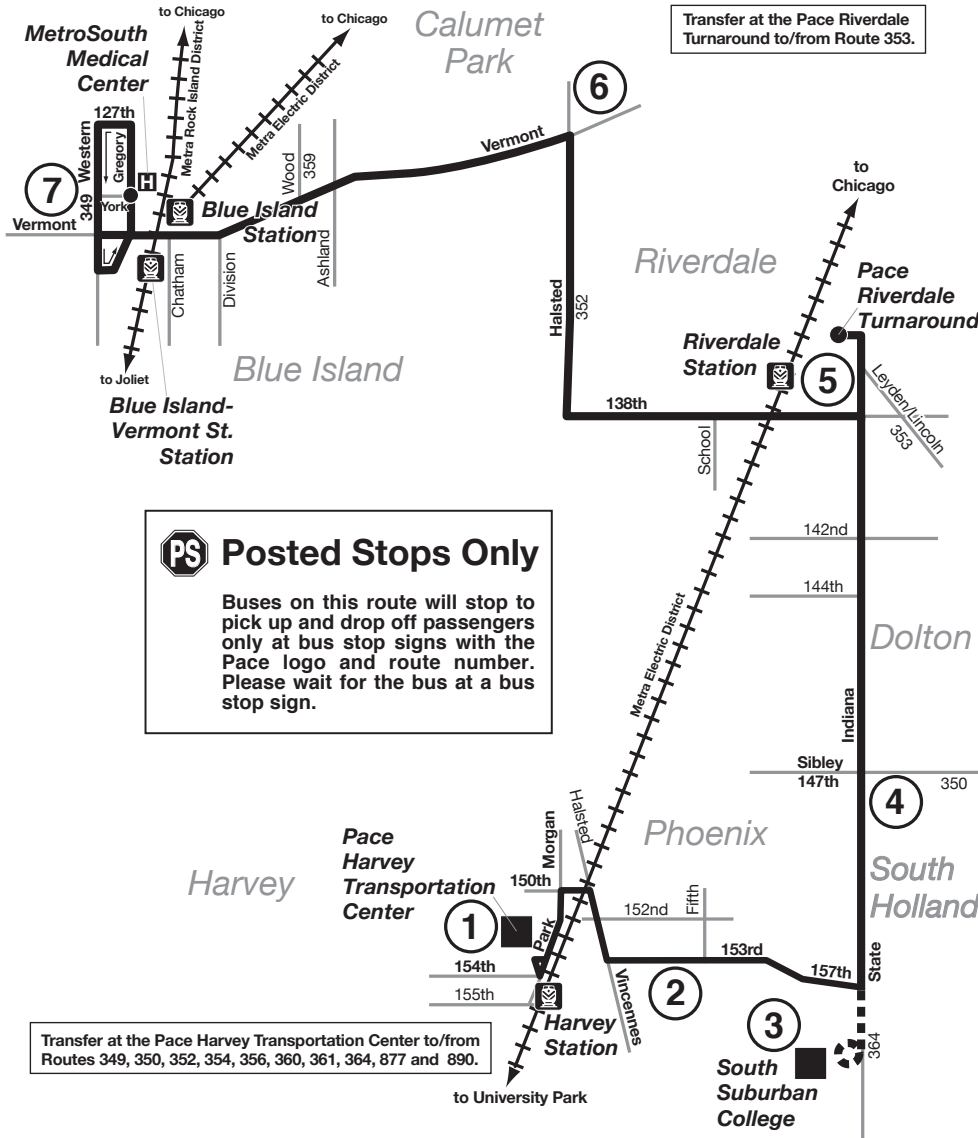 to Chicago
to Chicago
MetroSouth
Medical
Center
Calumet
Park
Transfer at the Pace Riverdale
Turnaround to/from Route 353.
Metra Rock Island District
Metra Electric District
6
127th
Western
Gregory
H
Wood
359
Vermont
7
349
York
Vermont
Blue Island
Station
Ashland
Chatham
Division
to
Chicago
Riverdale
Pace
Riverdale
Turnaround
Halsted
352
Riverdale
Station
5
to Joliet
Blue Island
Blue Island-
Vermont St.
Station
138th
School
Leyden/Lincoln
353
PS Posted Stops Only
Buses on this route will stop to
pick up and drop off passengers
only at bus stop signs with the
Pace logo and route number.
Please wait for the bus at a bus
stop sign.
142nd
144th
Dolton
Metra Electric District
Indiana
Sibley
147th
350
4
Halsted
Morgan
Phoenix
Pace
Harvey
Transportation
Center
Harvey
150th
South
Holland
1
Park
152nd
Fifth
153rd
157th
State
154th
155th
Vincennes
2
Harvey
Station
3
364
South
Suburban
College
Transfer at the Pace Harvey Transportation Center to/from
Routes 349, 350, 352, 354, 356, 360, 361, 364, 877 and 890.
to University Park